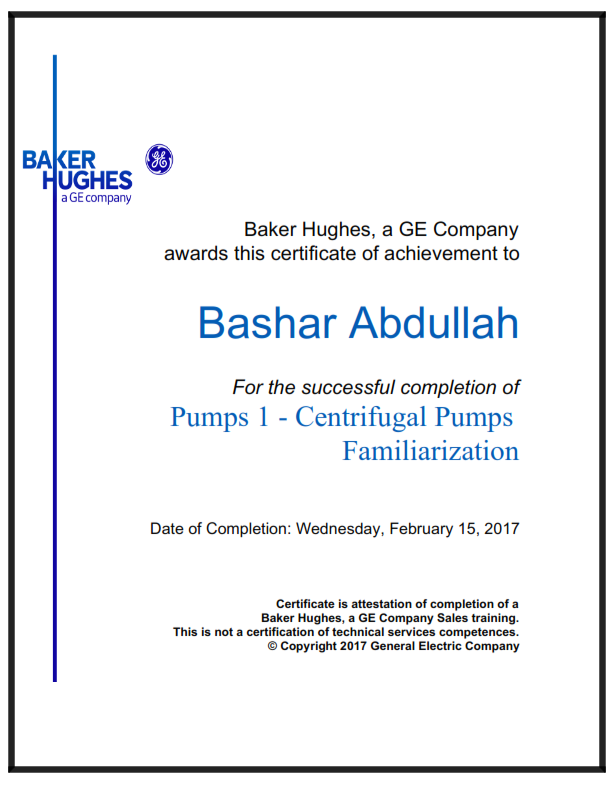 BAKER
HUGHES
a GE company
GE
Baker Hughes, a GE Company
awards this certificate of achievement to
Bashar Abdullah
For the successful completion of
Pumps 1 - Centrifugal Pumps
Familiarization
Date of Completion: Wednesday, February 15, 2017
Certificate is attestation of completion of a
Baker Hughes, a GE Company Sales training.
This is not a certification of technical services competences.
© Copyright 2017 General Electric Company